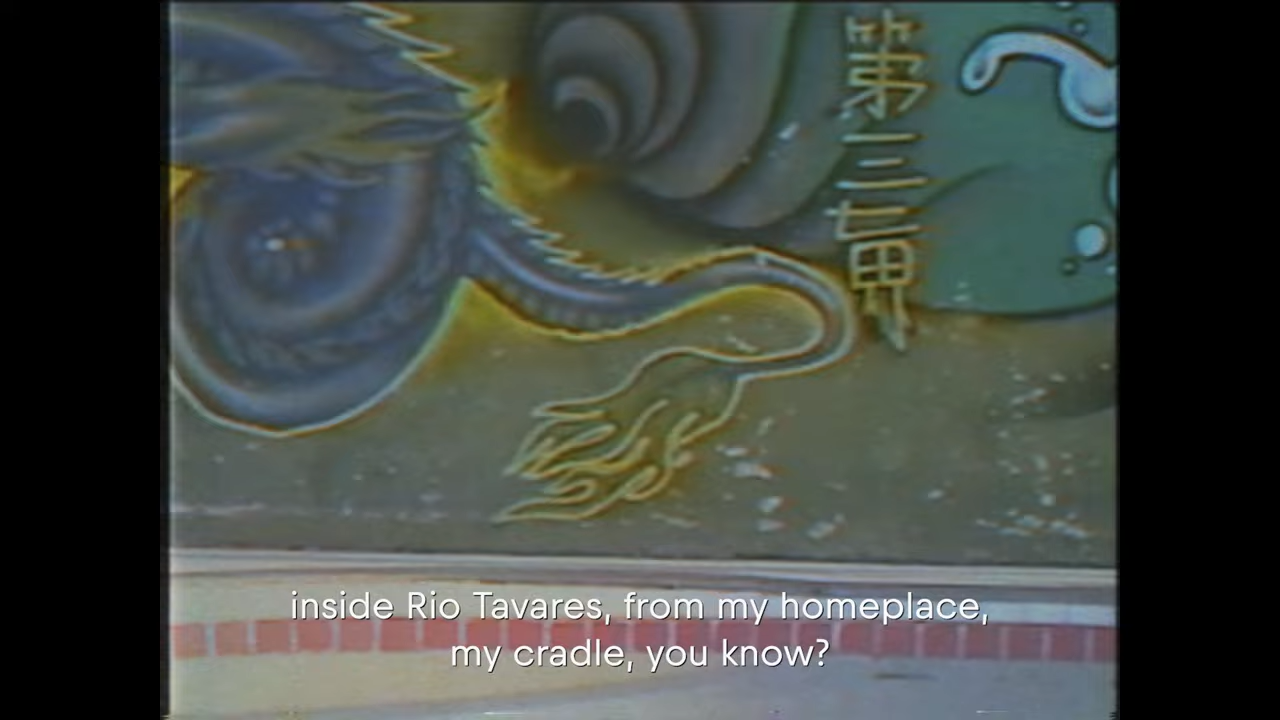 第三世界
inside Rio Tavares, from my homeplace,
my cradle, you know?